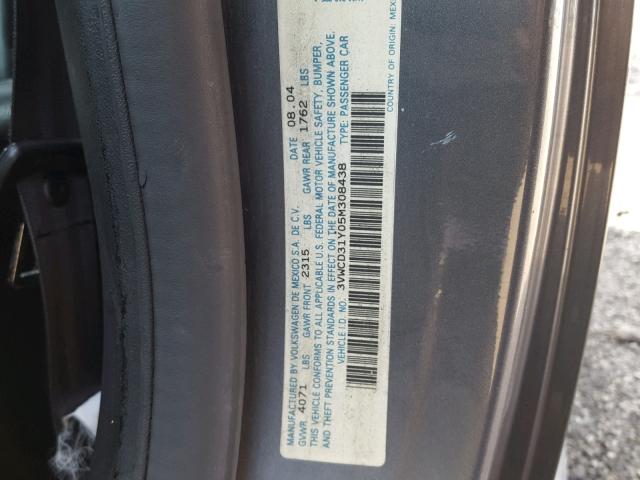 MANUFACTURED BY VOLKSWAGEN DE MEXICO S.A. DE C.V. DATE 08.04
GVWR 4071 LBS GAWR FRONT 2315 LBS GAWR REAR 1762 LBS
THIS VEHICLE CONFORMS TO ALL APPLICABLE U.S. FEDERAL MOTOR VEHICLE SAFETY, BUMPER,
AND THEFT PREVENTION STANDARDS IN EFFECT ON THE DATE OF MANUFACTURE SHOWN ABOVE.
VEHICLE I.D. NO. 3VWCD31Y05M308438 TYPE: PASSENGER CAR
COUNTRY OF ORIGIN: MEX